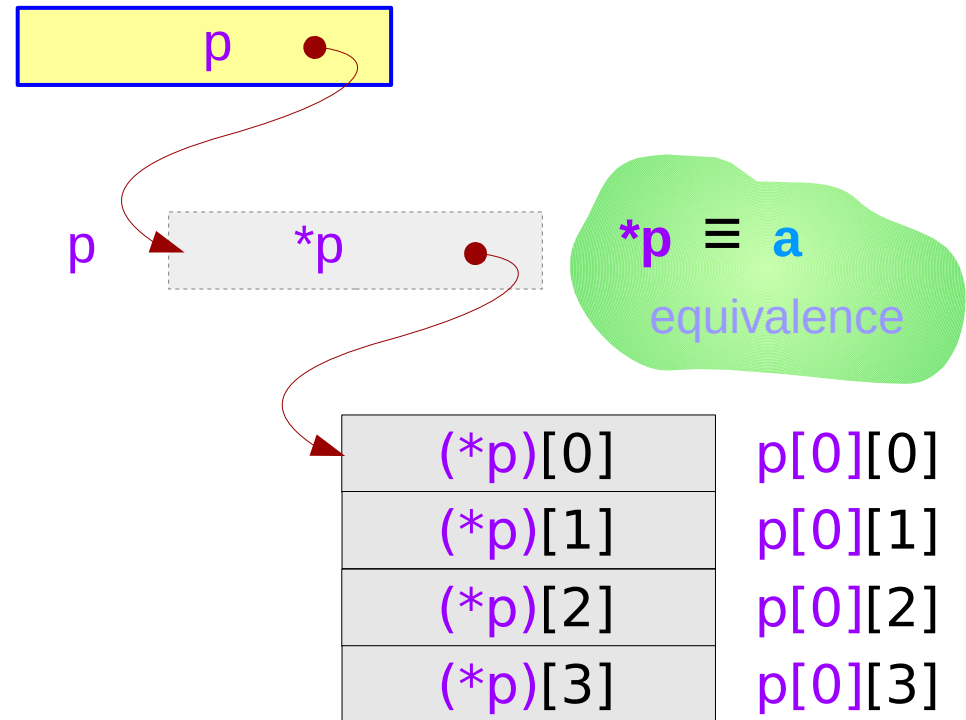 p
p *p
*p ≡ a
equivalence
(*p)[0] p[0][0]
(*p)[1] p[0][1]
(*p)[2] p[0][2]
(*p)[3] p[0][3]